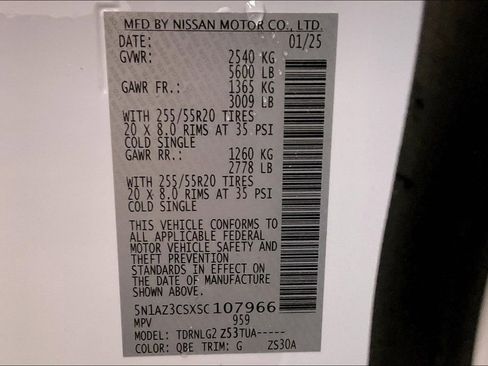 MFD BY NISSAN MOTOR CO., LTD.
DATE: 01/25
GVWR: 2540 KG
5600 LB
GAWR FR.: 1365 KG
3009 LB
WITH 255/55R20 TIRES
20 X 8.0 RIMS AT 35 PSI
COLD SINGLE
GAWR RR.: 1260 KG
2778 LB
WITH 255/55R20 TIRES
20 X 8.0 RIMS AT 35 PSI
COLD SINGLE
THIS VEHICLE CONFORMS TO
ALL APPLICABLE FEDERAL
MOTOR VEHICLE SAFETY AND
THEFT PREVENTION
STANDARDS IN EFFECT ON
THE DATE OF MANUFACTURE
SHOWN ABOVE.
5N1AZ3CSXSC107966
MPV 959
MODEL: TDRNLG2 Z53TUA-----
COLOR: QBE TRIM: G ZS30A